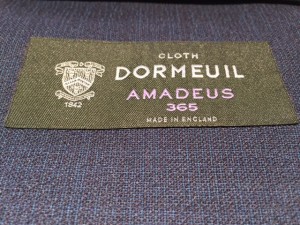 CLOTH
DORMEUIL
AMADEUS
365
1842
MADE IN ENGLAND